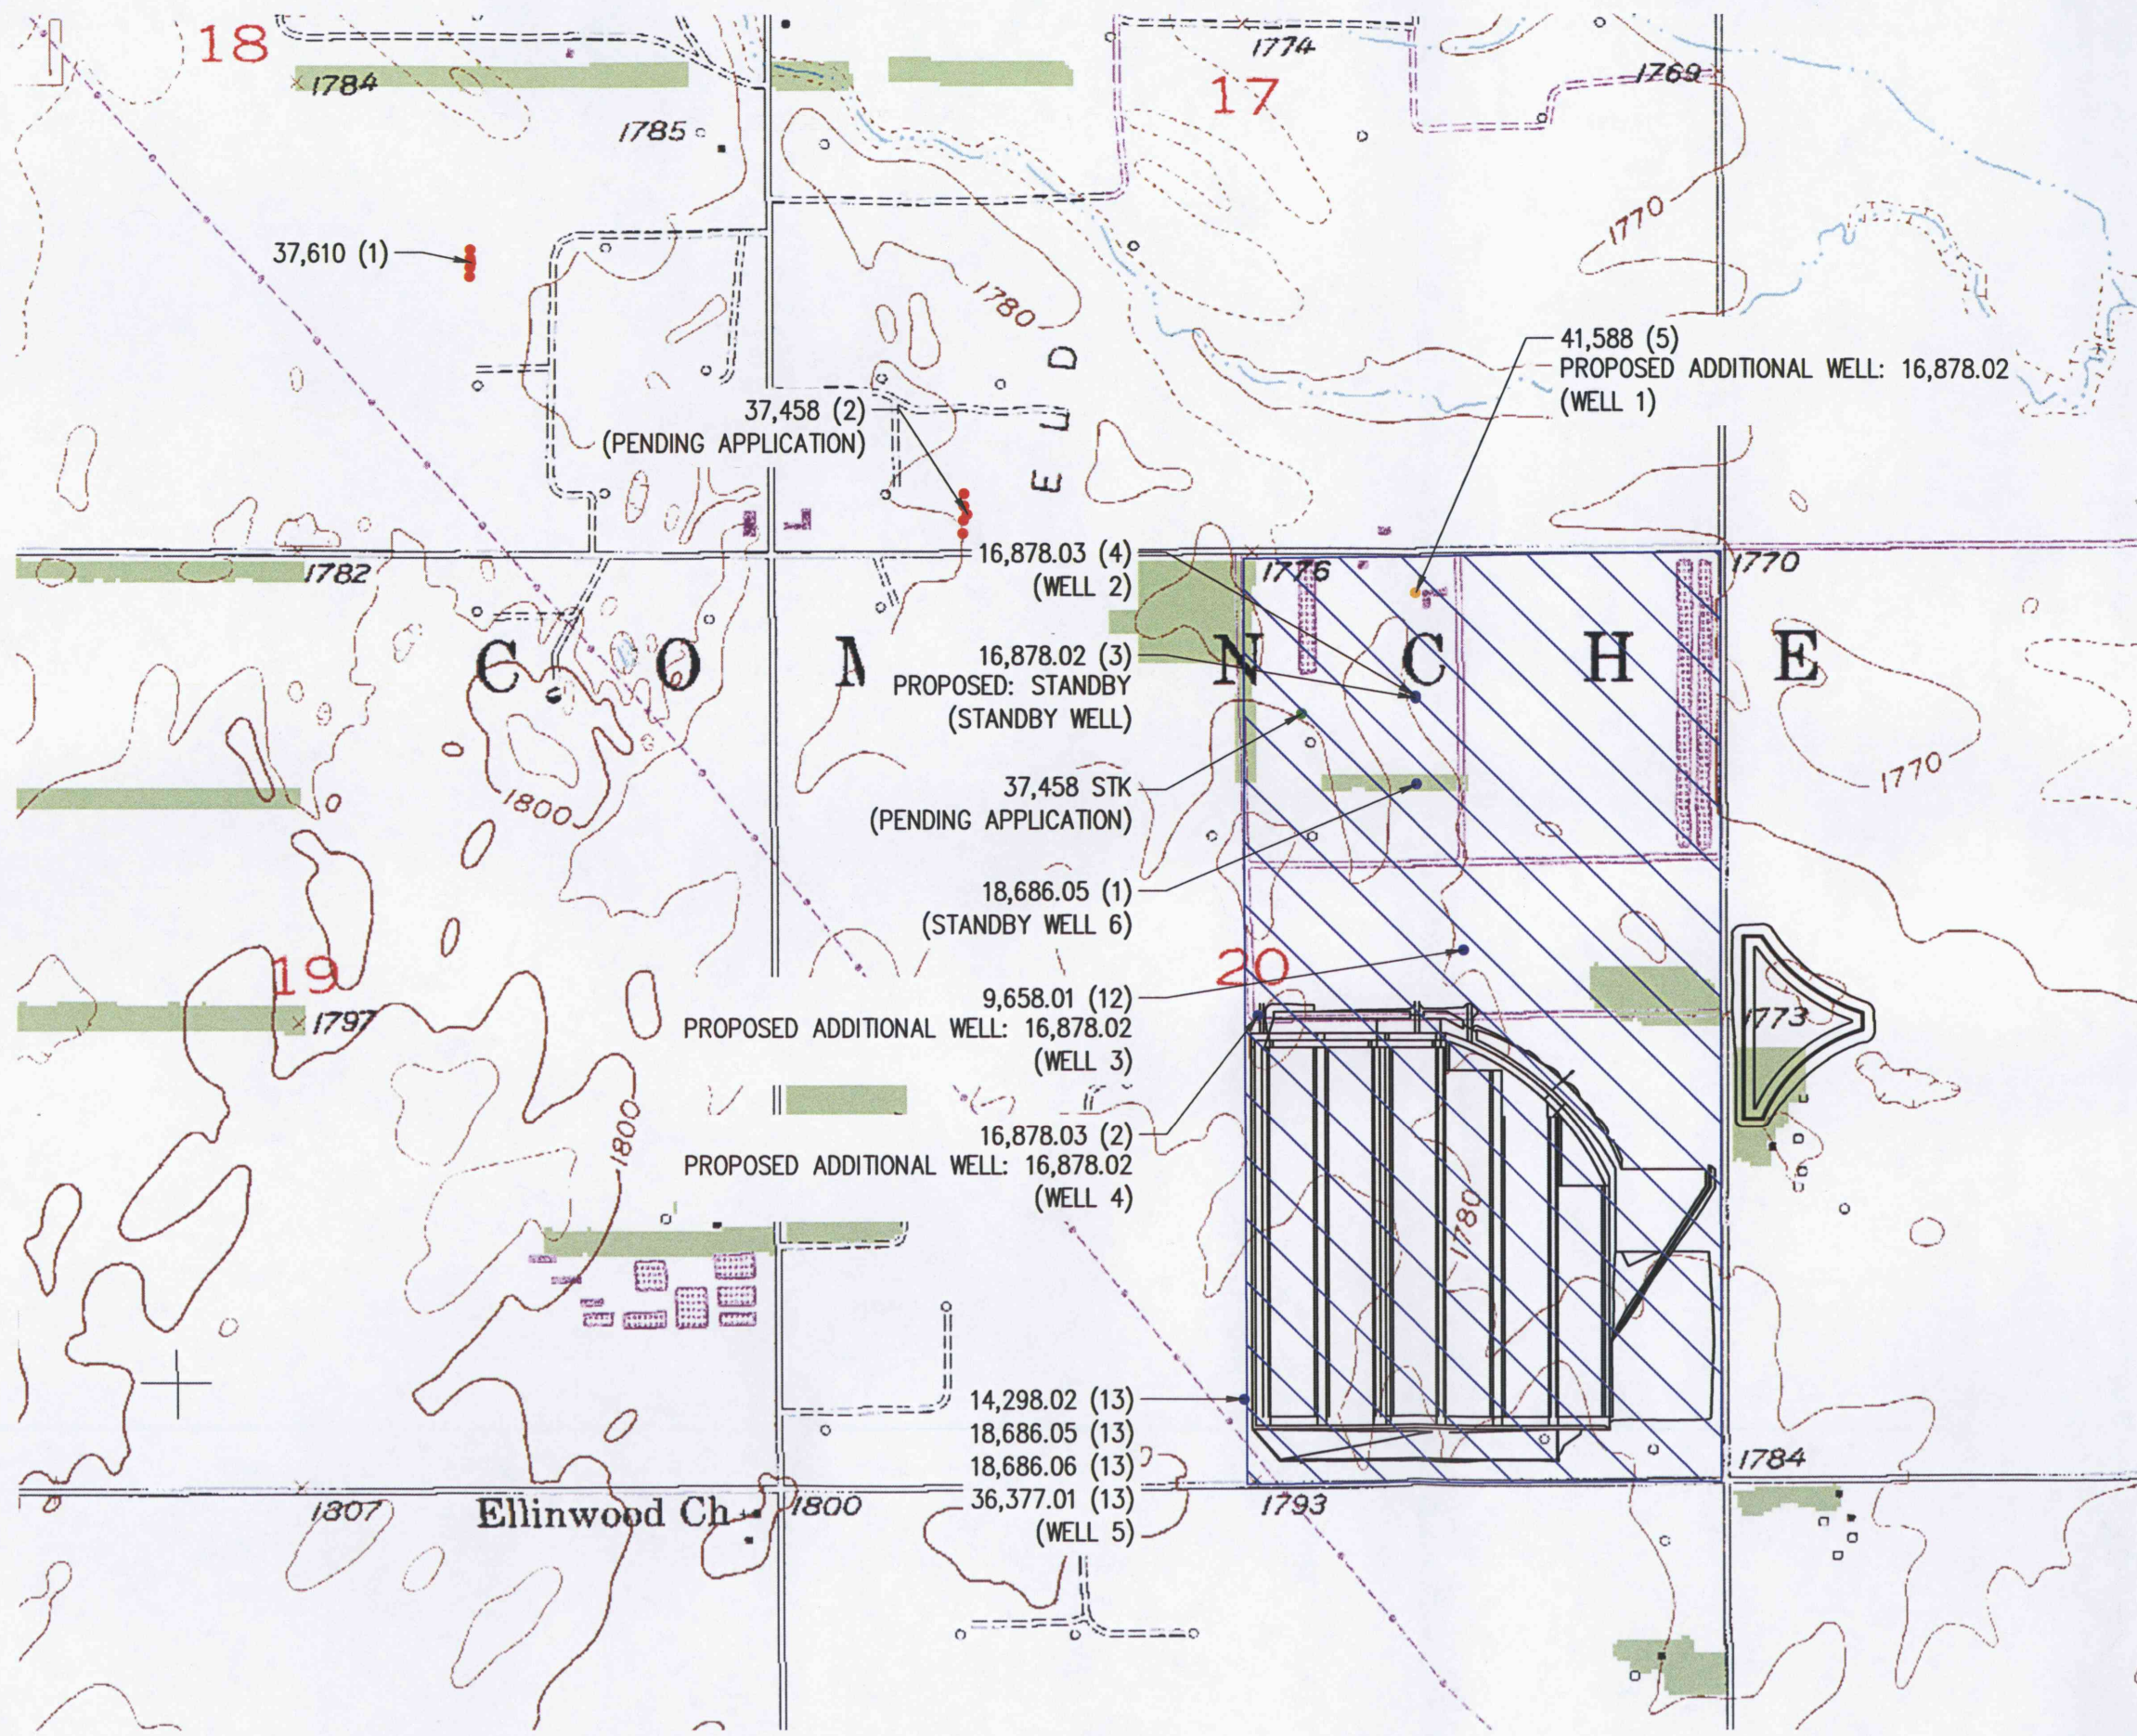 18
1774
17
1769
1784
1785
1770
37,610 (1)
1780
41,588 (5)
PROPOSED ADDITIONAL WELL: 16,878.02
(WELL 1)
37,458 (2)
(PENDING APPLICATION)
E L D
16,878.03 (4)
(WELL 2)
1776
1770
1782
16,878.02 (3)
PROPOSED: STANDBY
(STANDBY WELL)
C O M N C H E
37,458 STK
(PENDING APPLICATION)
1770
1800
18,686.05 (1)
(STANDBY WELL 6)
19
20
9,658.01 (12)
PROPOSED ADDITIONAL WELL: 16,878.02
(WELL 3)
1797
1773
16,878.03 (2)
PROPOSED ADDITIONAL WELL: 16,878.02
(WELL 4)
1800
1780
14,298.02 (13)
18,686.05 (13)
18,686.06 (13)
36,377.01 (13)
(WELL 5)
1784
1807
Ellinwood Ch
1800
1793